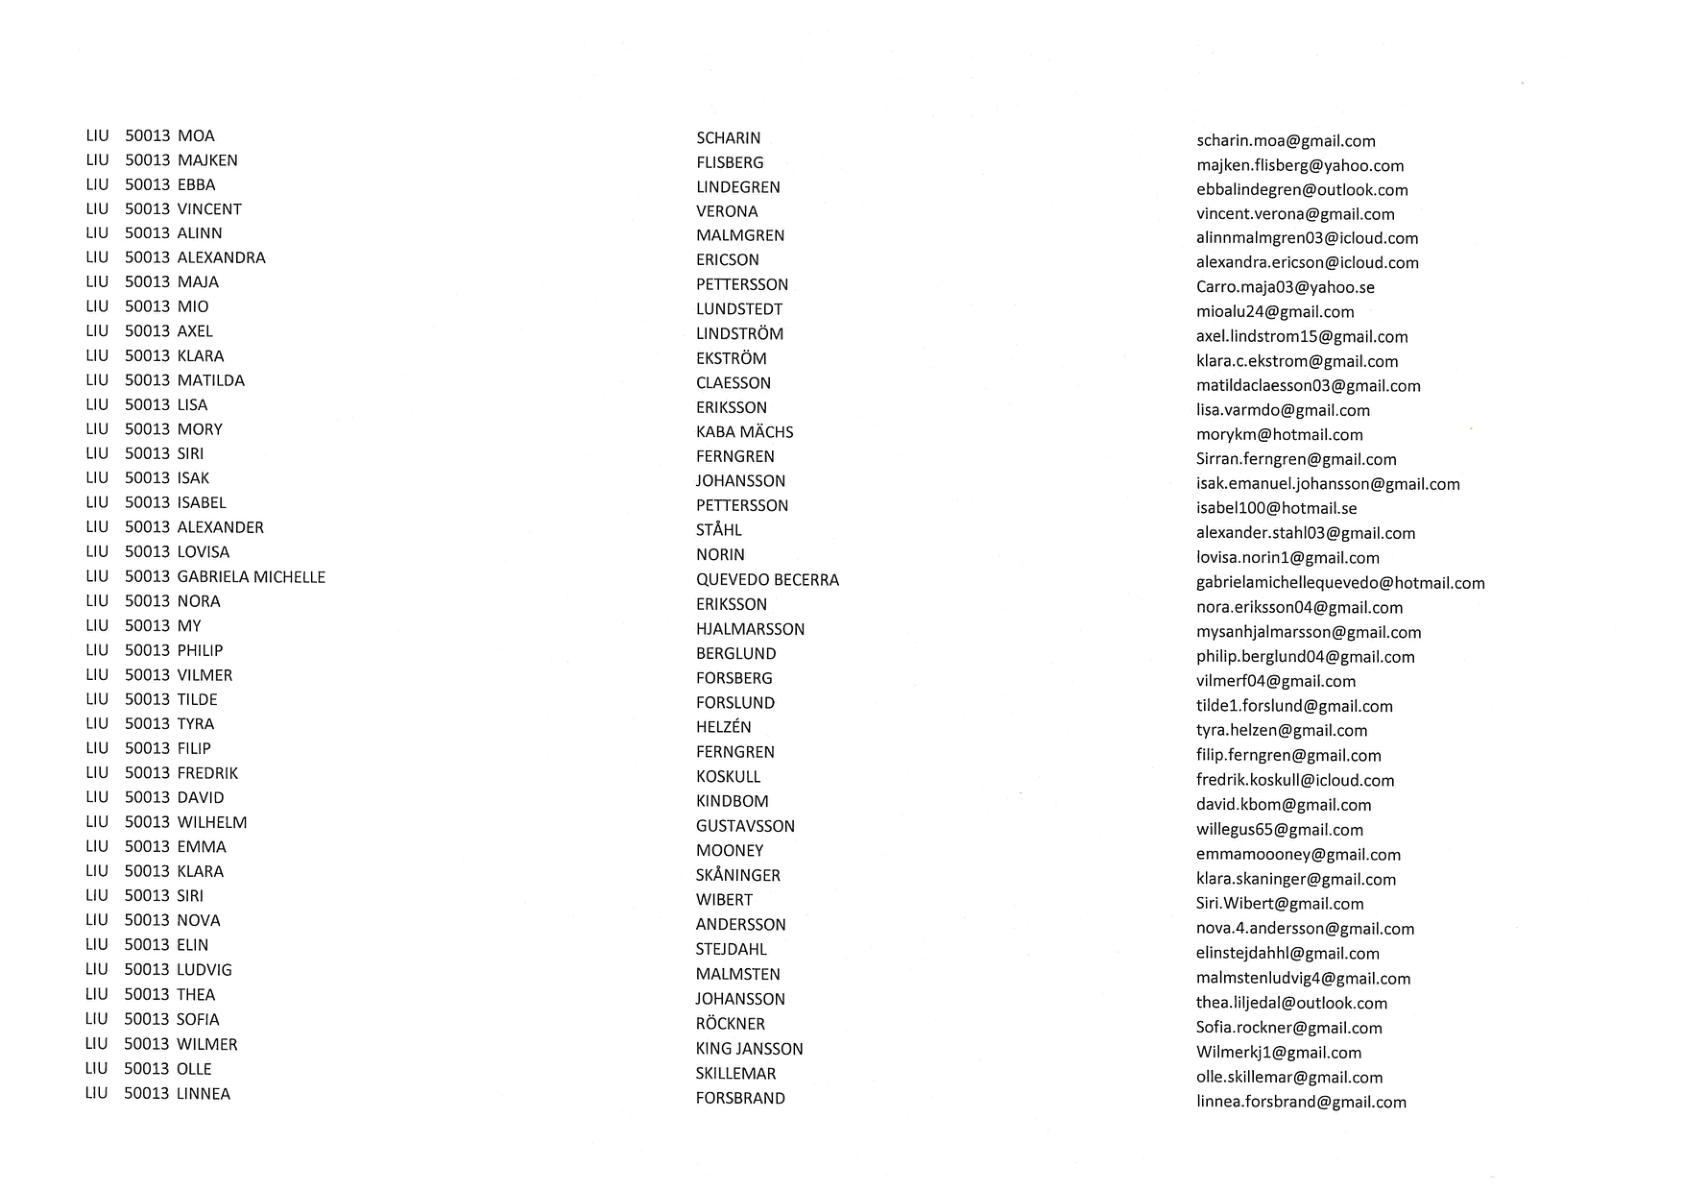 LIU 50013 MOA SCHARIN scharin.moa@gmail.com
LIU 50013 MAJKEN FLISBERG majken.flisberg@yahoo.com
LIU 50013 EBBA LINDEGREN ebbalindegren@outlook.com
LIU 50013 VINCENT VERONA vincent.verona@gmail.com
LIU 50013 ALINN MALMGREN alinnmalmgren03@icloud.com
LIU 50013 ALEXANDRA ERICSON alexandra.ericson@icloud.com
LIU 50013 MAJA PETTERSSON Carro.maja03@yahoo.se
LIU 50013 MIO LUNDSTEDT mioalu24@gmail.com
LIU 50013 AXEL LINDSTRÖM axel.lindstrom15@gmail.com
LIU 50013 KLARA EKSTRÖM klara.c.ekstrom@gmail.com
LIU 50013 MATILDA CLAESSON matildaclaesson03@gmail.com
LIU 50013 LISA ERIKSSON lisa.varmdo@gmail.com
LIU 50013 MORY KABA MÄCHS morykm@hotmail.com
LIU 50013 SIRI FERNGREN Sirran.ferngren@gmail.com
LIU 50013 ISAK JOHANSSON isak.emanuel.johansson@gmail.com
LIU 50013 ISABEL PETTERSSON isabel100@hotmail.se
LIU 50013 ALEXANDER STÅHL alexander.stahl03@gmail.com
LIU 50013 LOVISA NORIN lovisa.norin1@gmail.com
LIU 50013 GABRIELA MICHELLE QUEVEDO BECERRA gabrielamichellequevedo@hotmail.com
LIU 50013 NORA ERIKSSON nora.eriksson04@gmail.com
LIU 50013 MY HJALMARSSON mysanhjalmarsson@gmail.com
LIU 50013 PHILIP BERGLUND philip.berglund04@gmail.com
LIU 50013 VILMER FORSBERG vilmerf04@gmail.com
LIU 50013 TILDE FORSLUND tilde1.forslund@gmail.com
LIU 50013 TYRA HELZÉN tyra.helzen@gmail.com
LIU 50013 FILIP FERNGREN filip.ferngren@gmail.com
LIU 50013 FREDRIK KOSKULL fredrik.koskull@icloud.com
LIU 50013 DAVID KINDBOM david.kbom@gmail.com
LIU 50013 WILHELM GUSTAVSSON willegus65@gmail.com
LIU 50013 EMMA MOONEY emmamoooney@gmail.com
LIU 50013 KLARA SKÅNINGER klara.skaninger@gmail.com
LIU 50013 SIRI WIBERT Siri.Wibert@gmail.com
LIU 50013 NOVA ANDERSSON nova.4.andersson@gmail.com
LIU 50013 ELIN STEJDAHL elinstejdahhl@gmail.com
LIU 50013 LUDVIG MALMSTEN malmstenludvig4@gmail.com
LIU 50013 THEA JOHANSSON thea.liljedal@outlook.com
LIU 50013 SOFIA RÖCKNER Sofia.rockner@gmail.com
LIU 50013 WILMER KING JANSSON Wilmerkj1@gmail.com
LIU 50013 OLLE SKILLEMAR olle.skillemar@gmail.com
LIU 50013 LINNEA FORSBRAND linnea.forsbrand@gmail.com